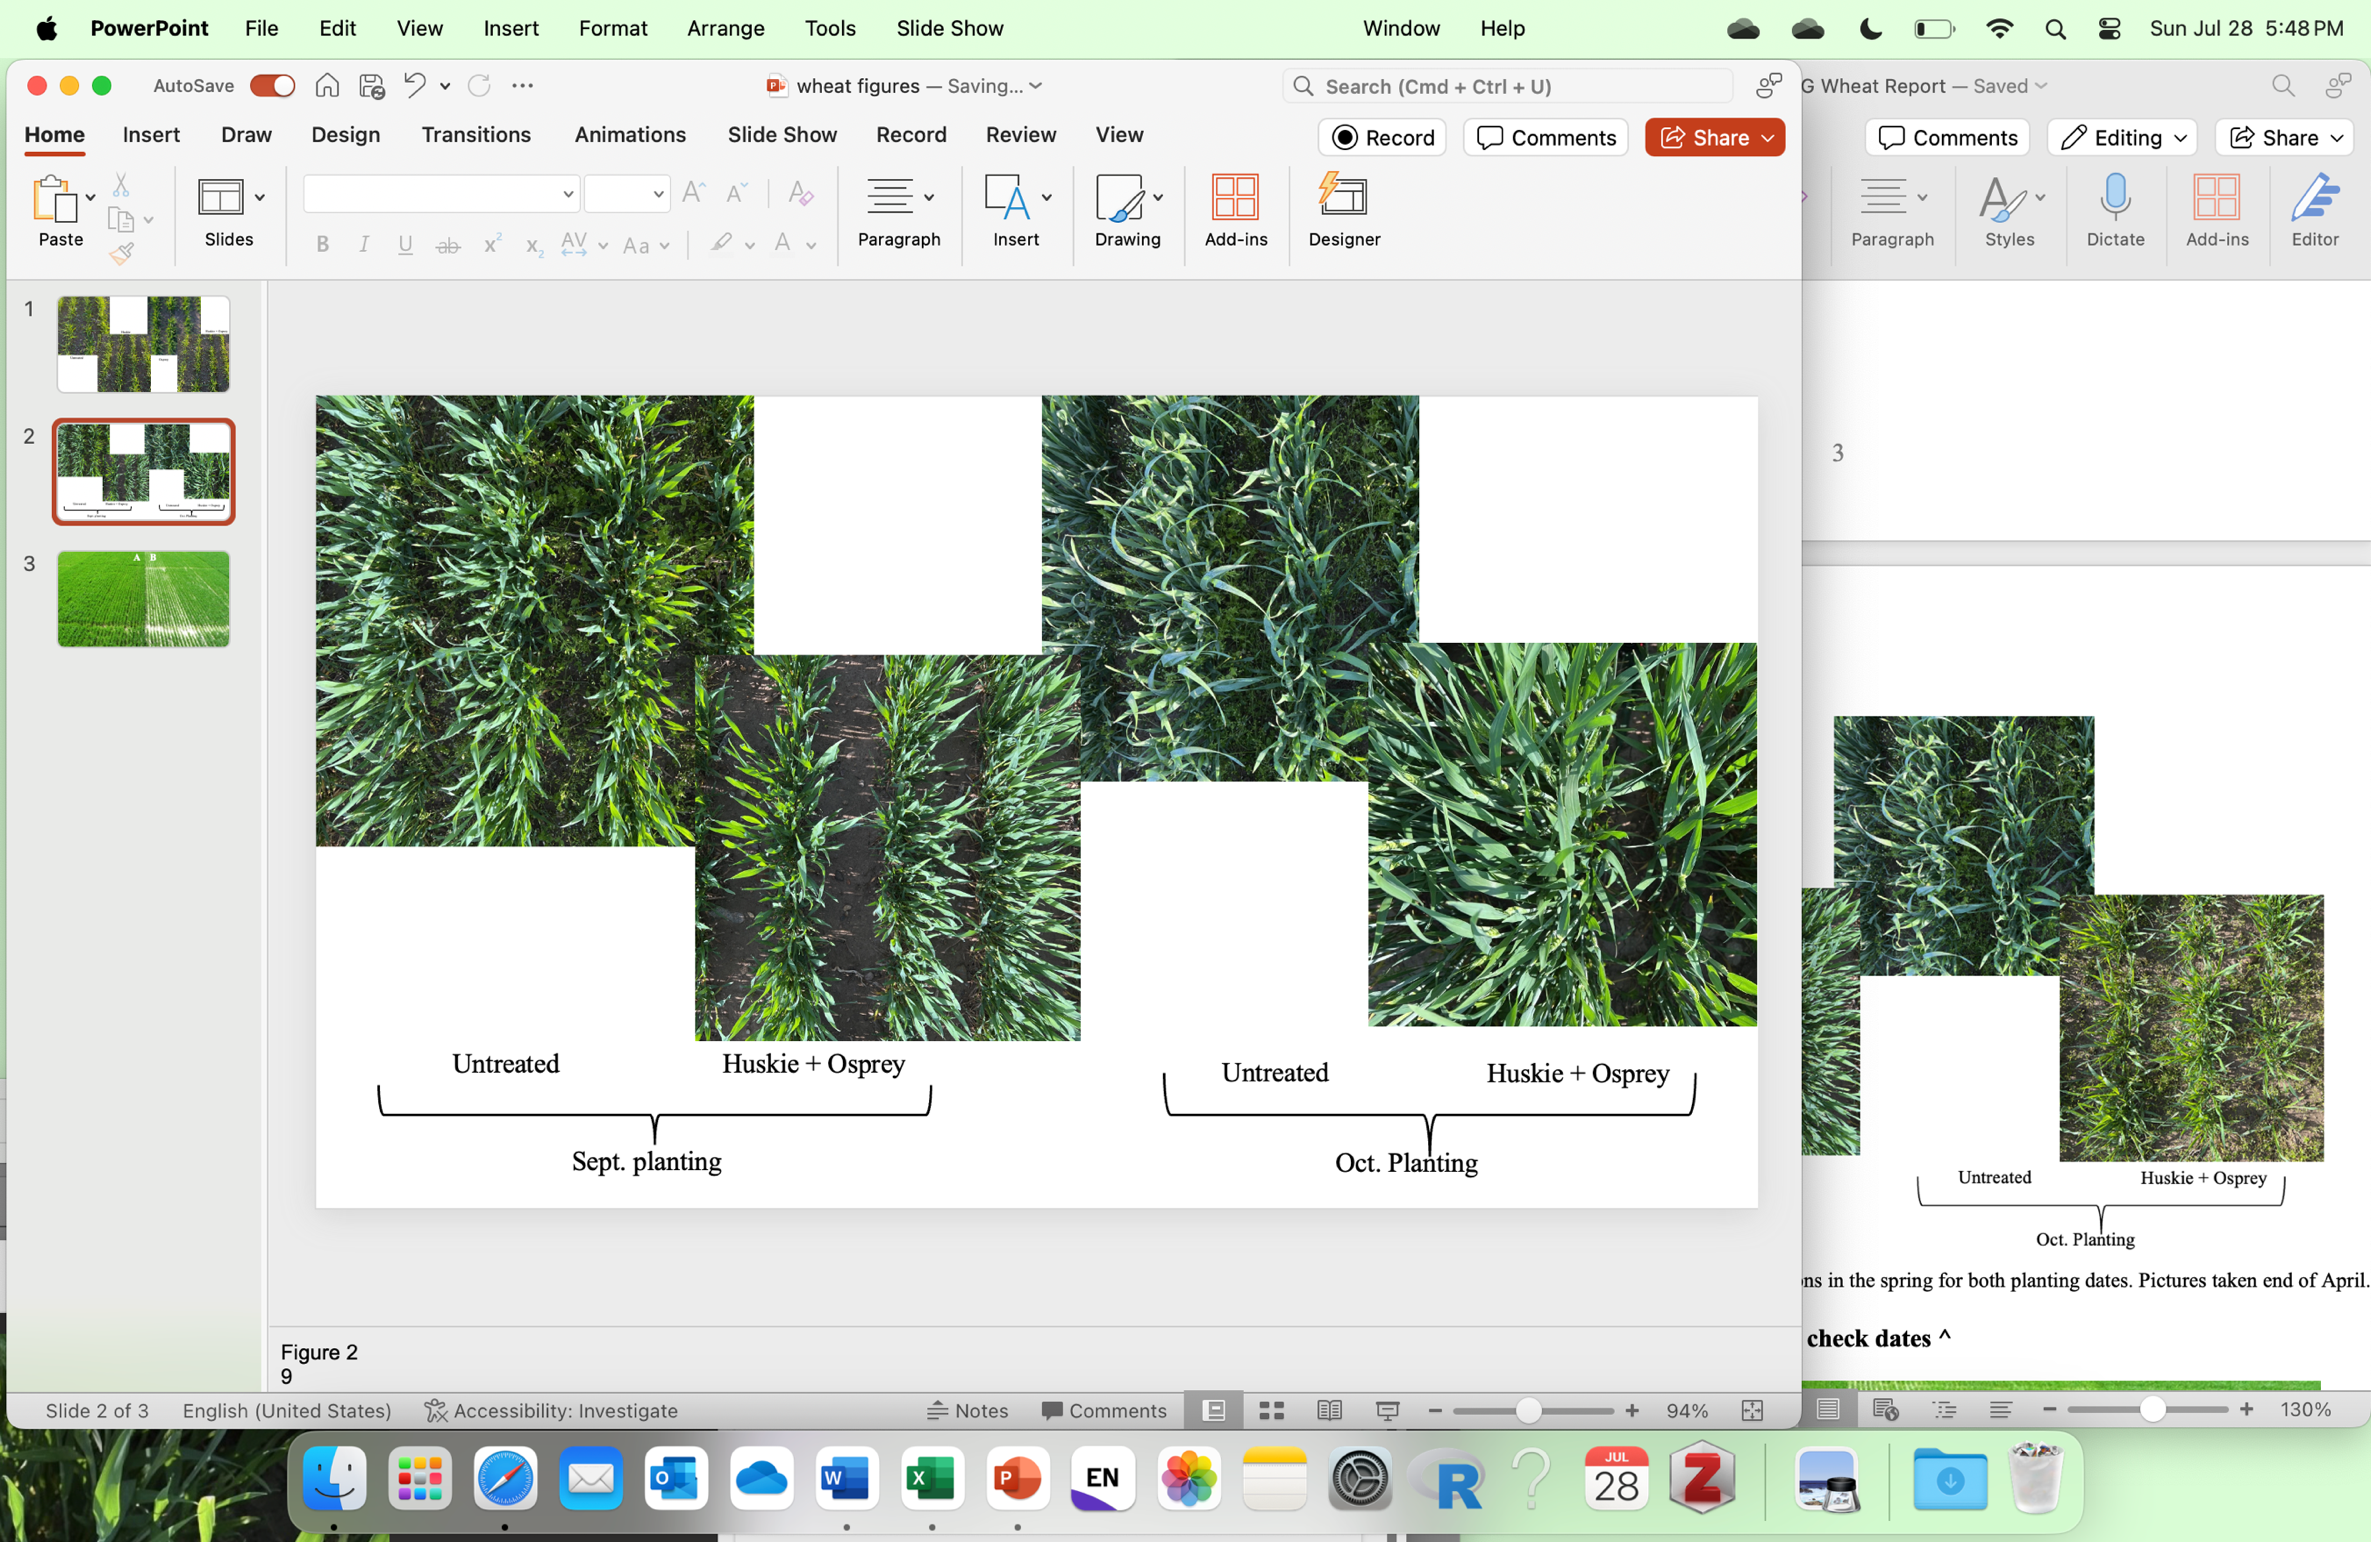 PowerPoint File Edit View Insert Format Arrange Tools Slide Show Window Help Sun Jul 28 5:48 PM
AutoSave wheat figures — Saving... Search (Cmd + Ctrl + U)
Home Insert Draw Design Transitions Animations Slide Show Record Review View Record Comments Share
Paste Slides B I U ab x² x₂ AV Aa A Paragraph Insert Drawing Add-ins Designer
G Wheat Report — Saved
Comments Editing Share
Paragraph Styles Dictate Add-ins Editor
1
2
3
A B
Untreated Huskie + Osprey
Sept. planting
Untreated Huskie + Osprey
Oct. Planting
Figure 2
9
Slide 2 of 3 English (United States) Accessibility: Investigate Notes Comments 94%
3
Untreated Huskie + Osprey
Oct. Planting
ns in the spring for both planting dates. Pictures taken end of April.
check dates ^
130%
O W X P EN R ? JUL 28 Z